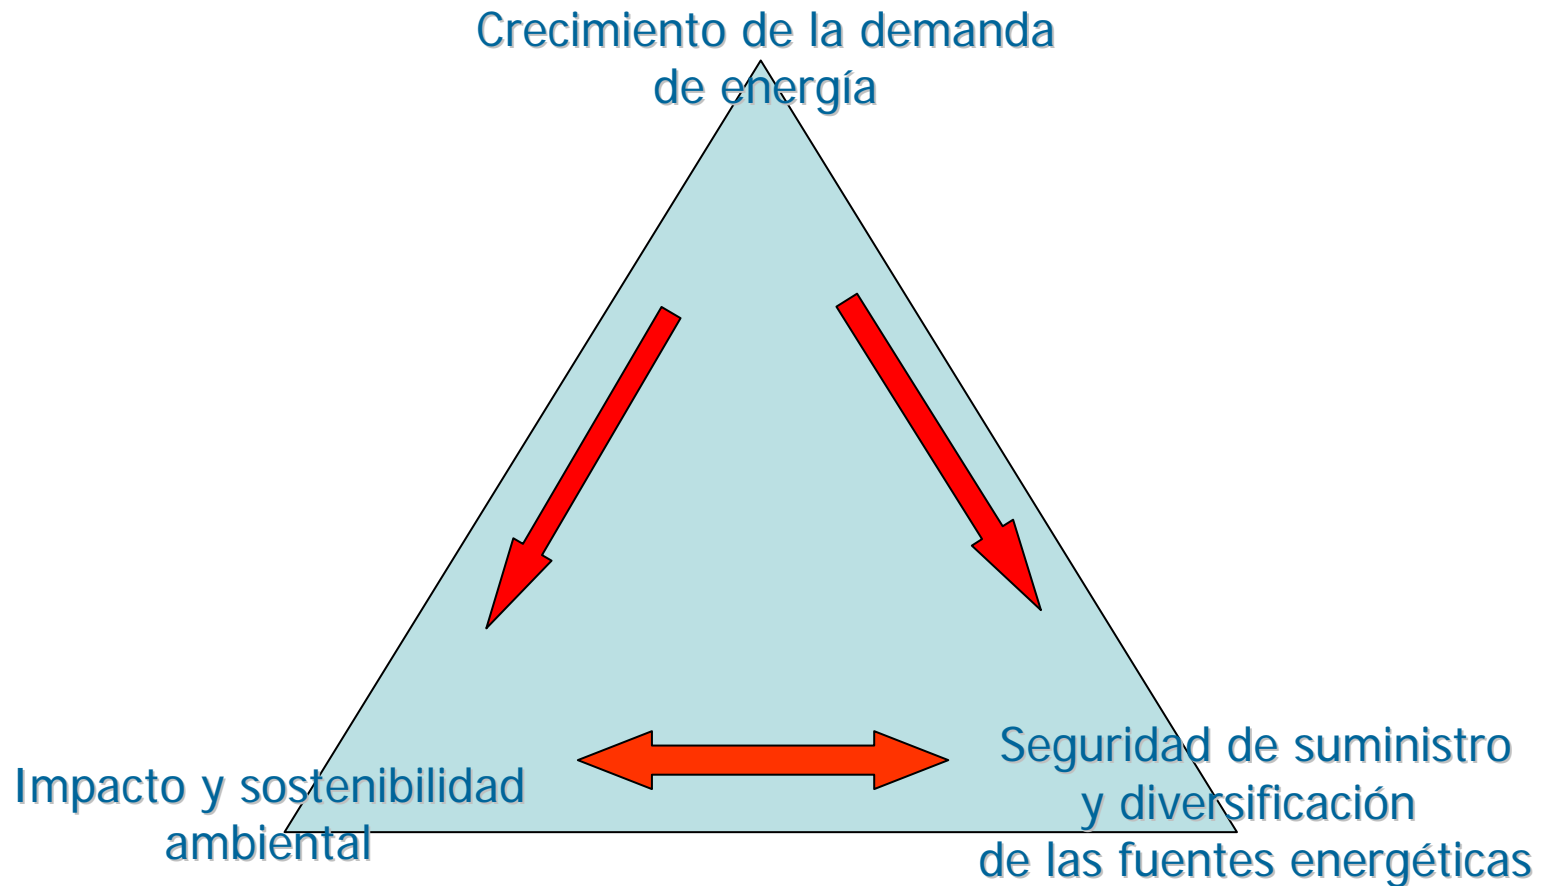 Crecimiento de la demanda
de energía
Impacto y sostenibilidad
ambiental
Seguridad de suministro
y diversificación
de las fuentes energéticas